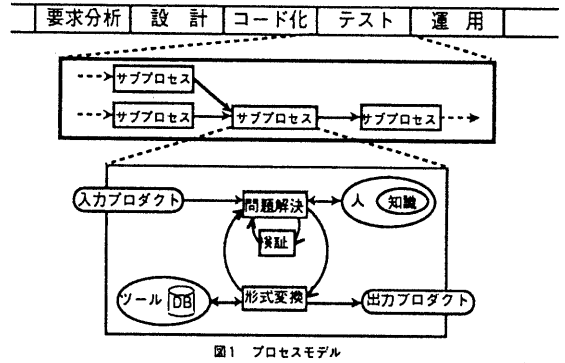 要求分析 設計 コード化 テスト 運用
サブプロセス
サブプロセス サブプロセス サブプロセス
入力プロダクト 問題解決 人 知識
検証
ツール DB 形式変換 出力プロダクト
図1 プロセスモデル